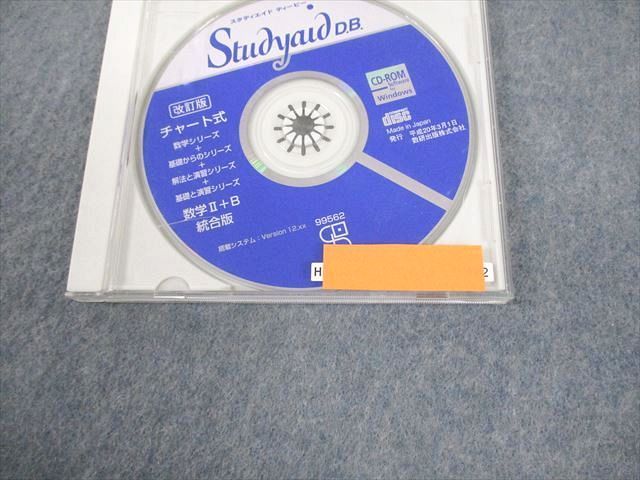 スタディエイド ディービー
Studyaid D.B.
CD-ROM
Software for
Windows
改訂版
チャート式
数学シリーズ
+
基礎からのシリーズ
+
解法と演習シリーズ
+
基礎と演習シリーズ
数学Ⅱ+B
統合版
搭載システム：Version 12.xx
99562
Made in Japan
発行 平成20年3月1日
数研出版株式会社
H
2